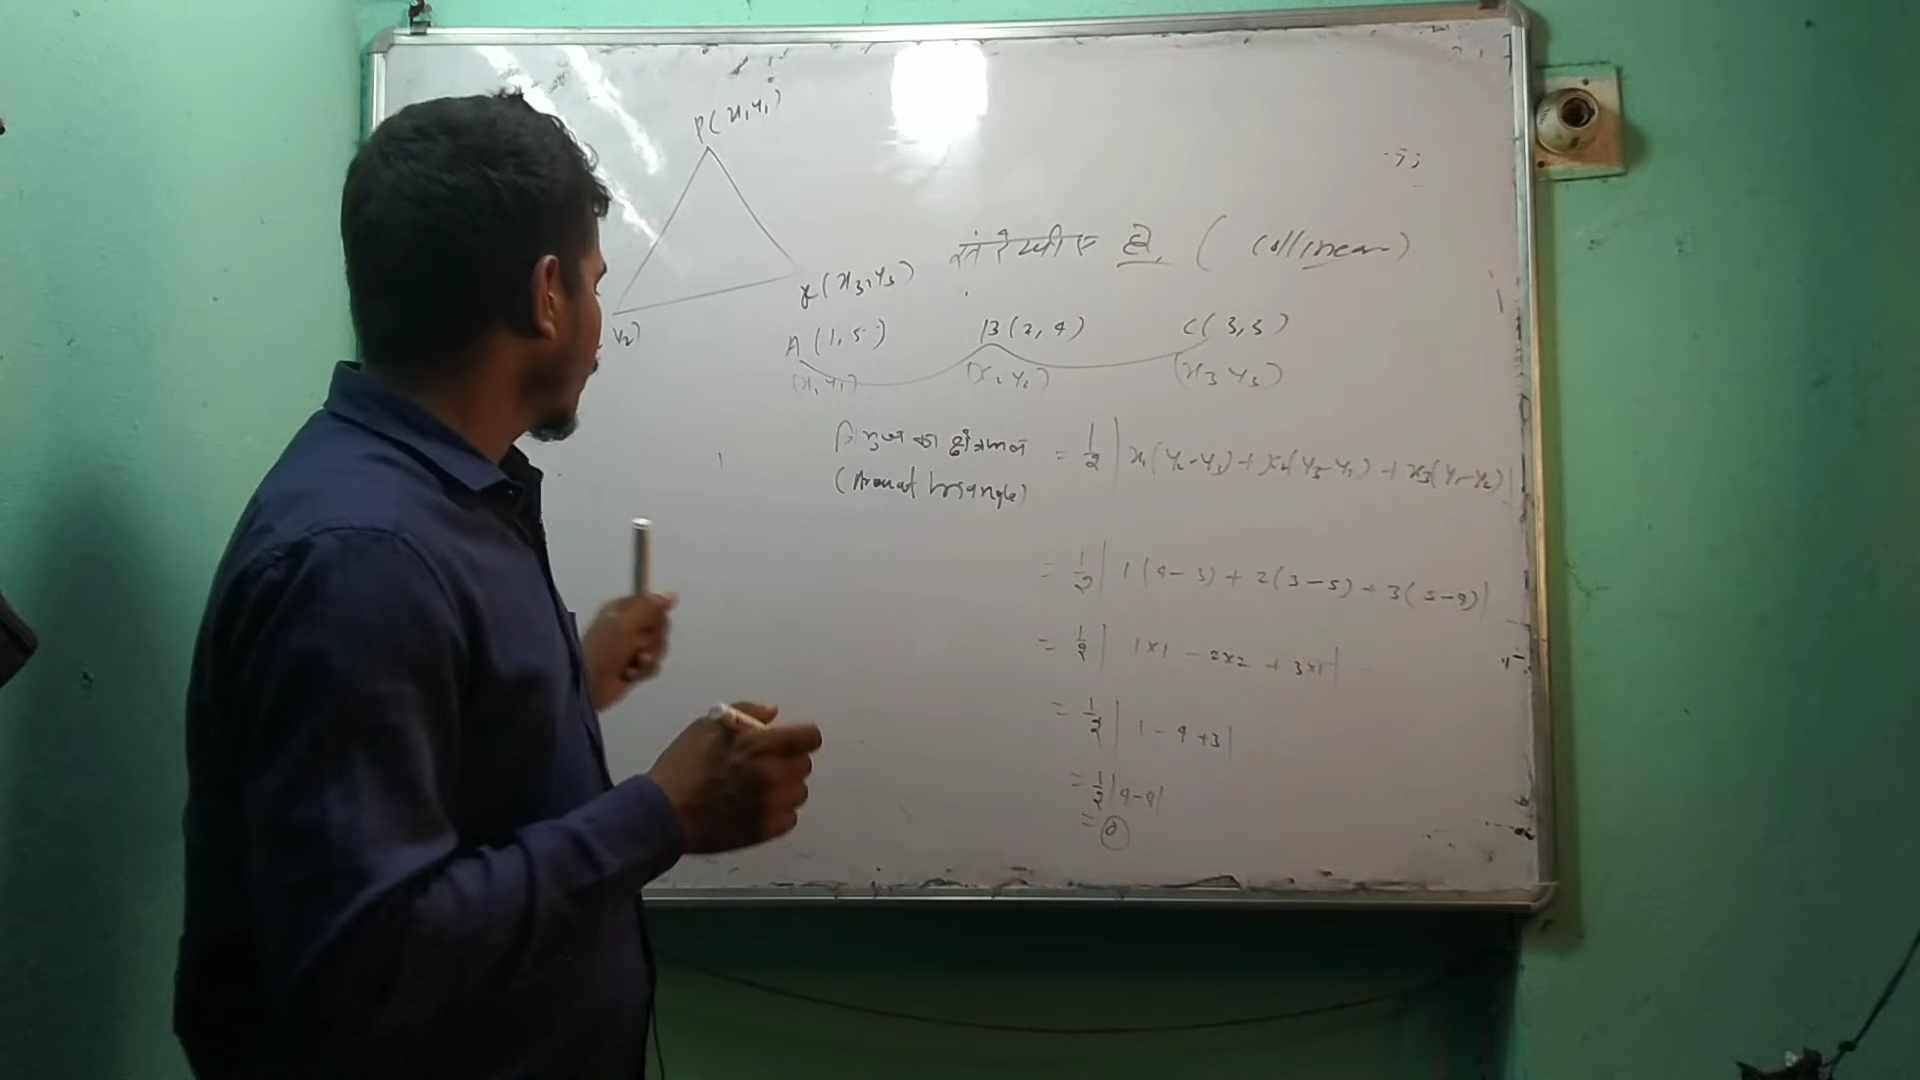 P(x₁, y₁)
(x₃, y₃)
y₂)
संरेखीय हो. (collinear)
A(1, 5) B(2, 4) C(3, 3)
(x₁ y₁) (x₂ y₂) (x₃ y₃)
त्रिभुज का क्षेत्रफल = 1/2 | x₁(y₂-y₃) + x₂(y₃-y₁) + x₃(y₁-y₂) |
(Area of triangle)
= 1/2 | 1(4-3) + 2(3-5) + 3(5-4) |
= 1/2 | 1×1 - 2×2 + 3×1 |
= 1/2 | 1 - 4 + 3 |
= 1/2 | 4-4 |
= 0